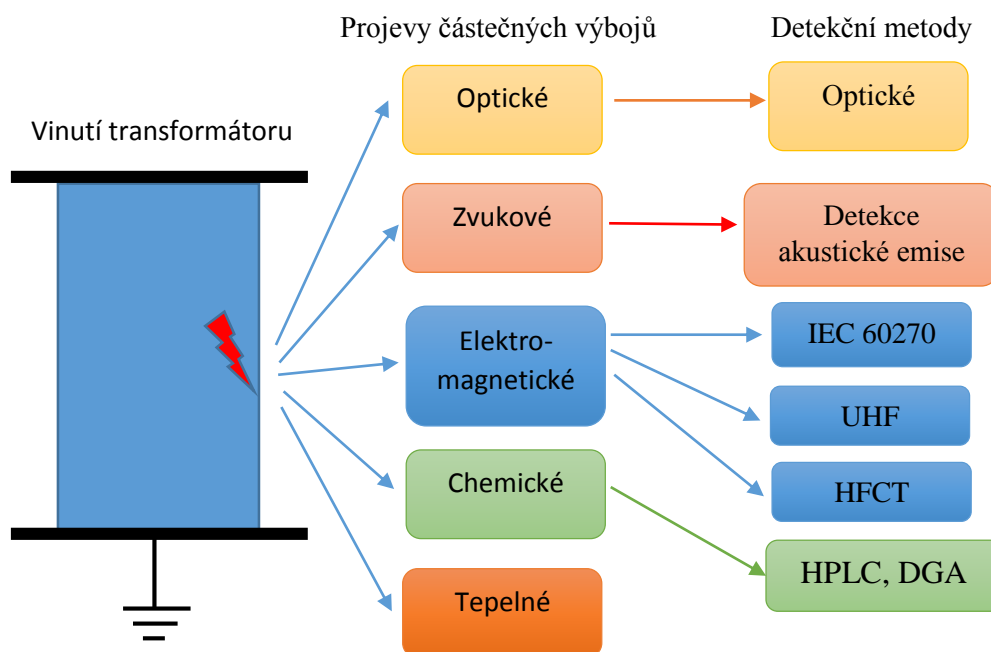 Projevy částečných výbojů
Detekční metody
Vinutí transformátoru
Optické
Optické
Zvukové
Detekce
akustické emise
Elektro-
magnetické
IEC 60270
UHF
HFCT
Chemické
HPLC, DGA
Tepelné